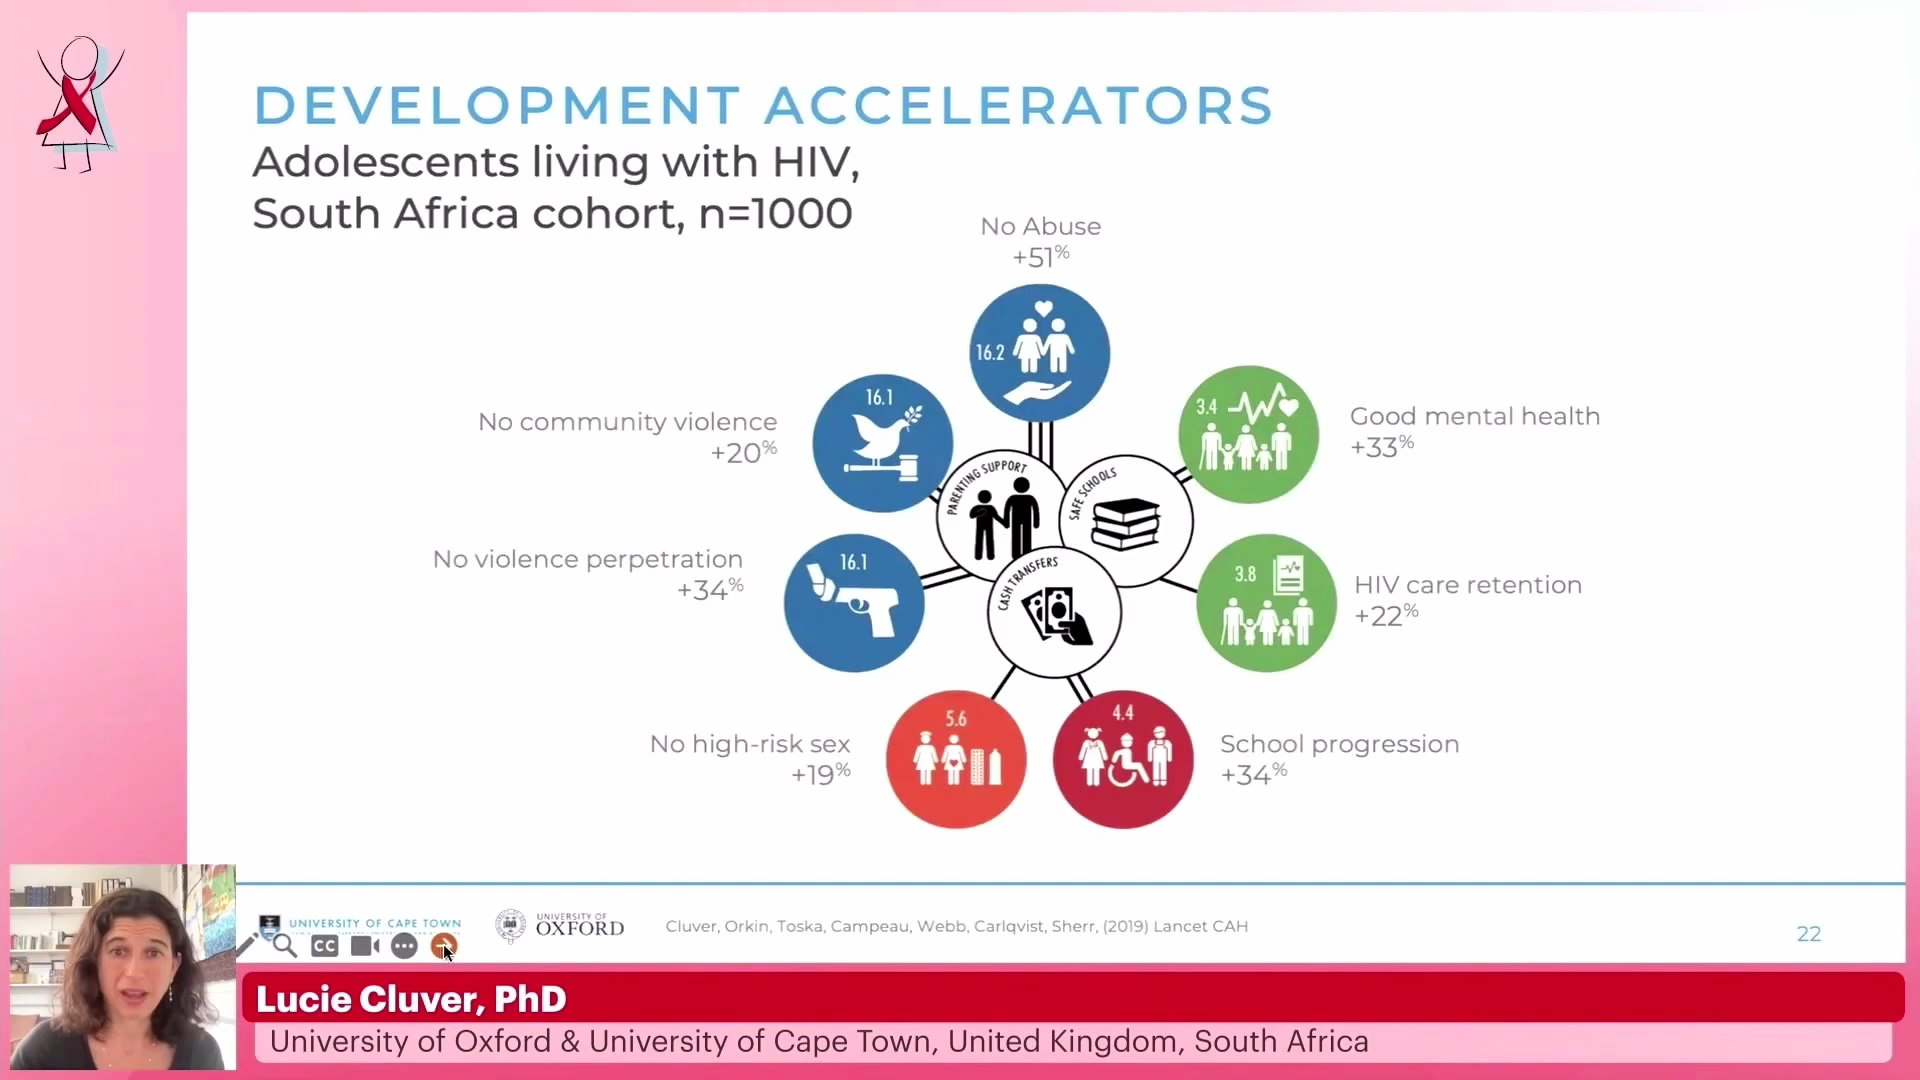 DEVELOPMENT ACCELERATORS
Adolescents living with HIV,
South Africa cohort, n=1000
No Abuse
+51%
16.2
16.1
No community violence
+20%
3.4
Good mental health
+33%
PARENTING SUPPORT
SAFE SCHOOLS
No violence perpetration
+34%
16.1
3.8
HIV care retention
+22%
CASH TRANSFERS
No high-risk sex
+19%
5.6
4.4
School progression
+34%
UNIVERSITY OF CAPE TOWN
UNIVERSITY OF
OXFORD
Cluver, Orkin, Toska, Campeau, Webb, Carlqvist, Sherr, (2019) Lancet CAH
22
CC
Lucie Cluver, PhD
University of Oxford & University of Cape Town, United Kingdom, South Africa